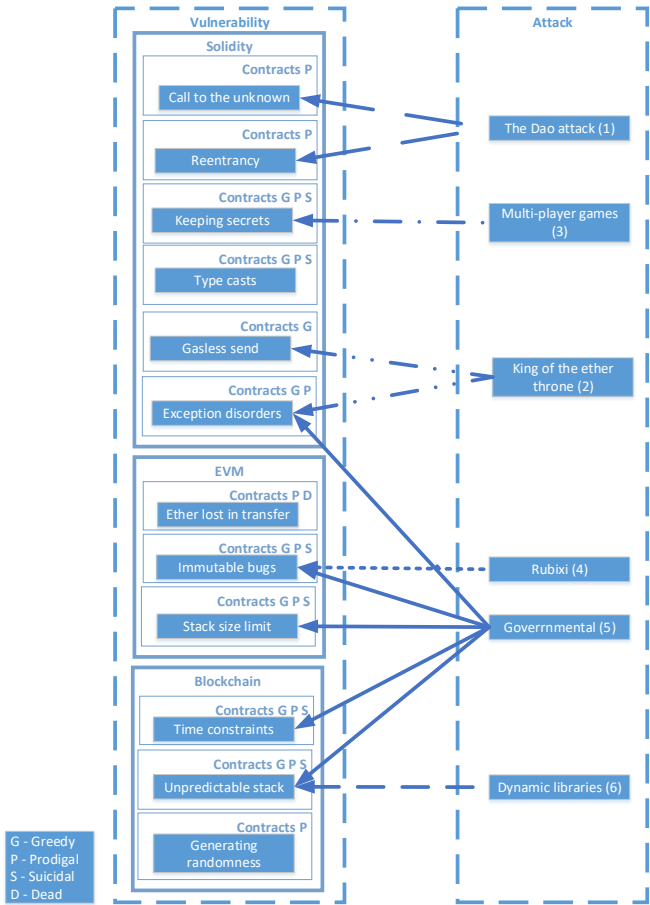 Vulnerability
Attack
Solidity
Contracts P
Call to the unknown
The Dao attack (1)
Contracts P
Reentrancy
Contracts G P S
Keeping secrets
Multi-player games
(3)
Contracts G P S
Type casts
Contracts G
Gasless send
King of the ether
throne (2)
Contracts G P
Exception disorders
EVM
Contracts P D
Ether lost in transfer
Contracts G P S
Immutable bugs
Rubixi (4)
Contracts G P S
Stack size limit
Goverrnmental (5)
Blockchain
Contracts G P S
Time constraints
Contracts G P S
Unpredictable stack
Dynamic libraries (6)
Contracts P
Generating
randomness
G - Greedy
P - Prodigal
S - Suicidal
D - Dead